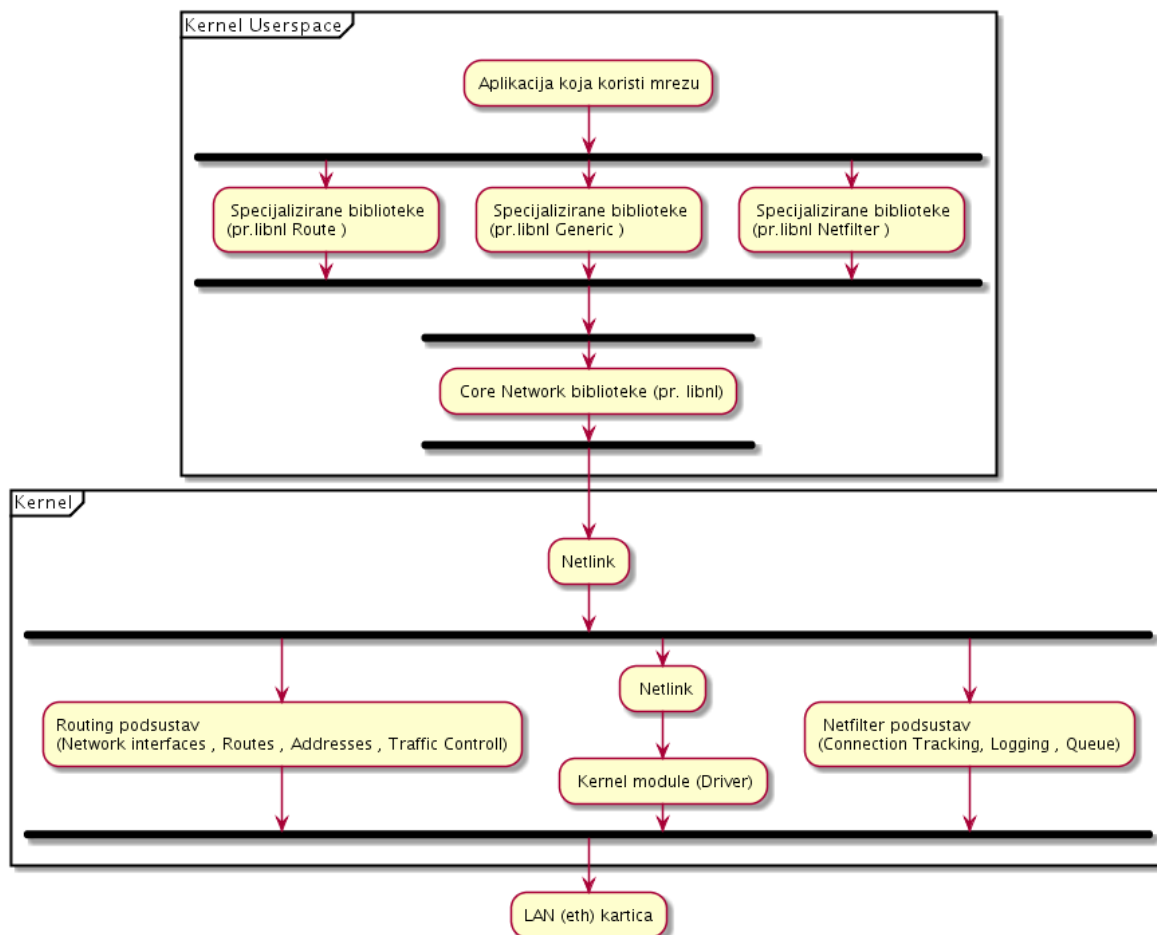 Kernel Userspace
Aplikacija koja koristi mrezu
Specijalizirane biblioteke
(pr.libnl Route )
Specijalizirane biblioteke
(pr.libnl Generic )
Specijalizirane biblioteke
(pr.libnl Netfilter )
Core Network biblioteke (pr. libnl)
Kernel
Netlink
Netlink
Routing podsustav
(Network interfaces , Routes , Addresses , Traffic Controll)
Netfilter podsustav
(Connection Tracking, Logging , Queue)
Kernel module (Driver)
LAN (eth) kartica